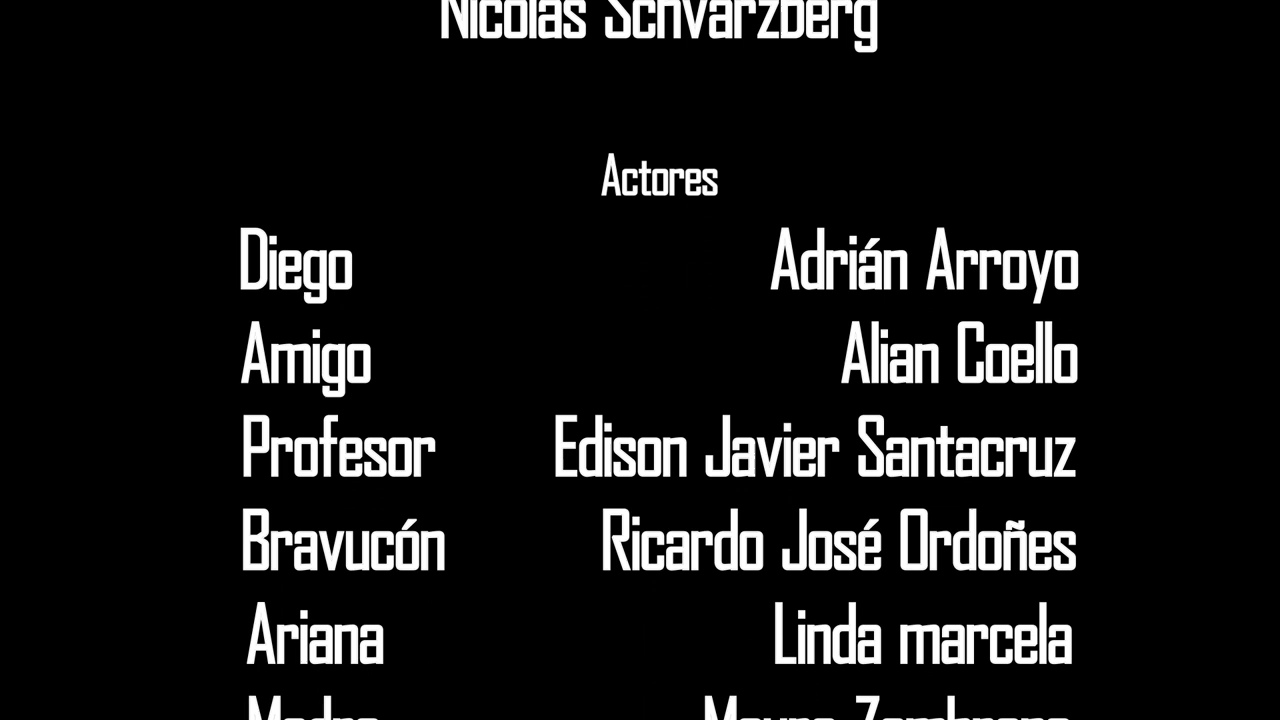 Nicolás Schvarzberg
Actores
Diego Adrián Arroyo
Amigo Alian Coello
Profesor Edison Javier Santacruz
Bravucón Ricardo José Ordoñes
Ariana Linda marcela